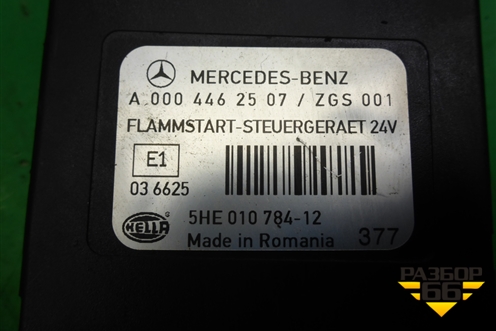 MERCEDES-BENZ
A 000 446 25 07 / ZGS 001
FLAMMSTART-STEUERGERAET 24V
E1
03 6625
HELLA
5HE 010 784-12
Made in Romania 377
РАЗБОР
66